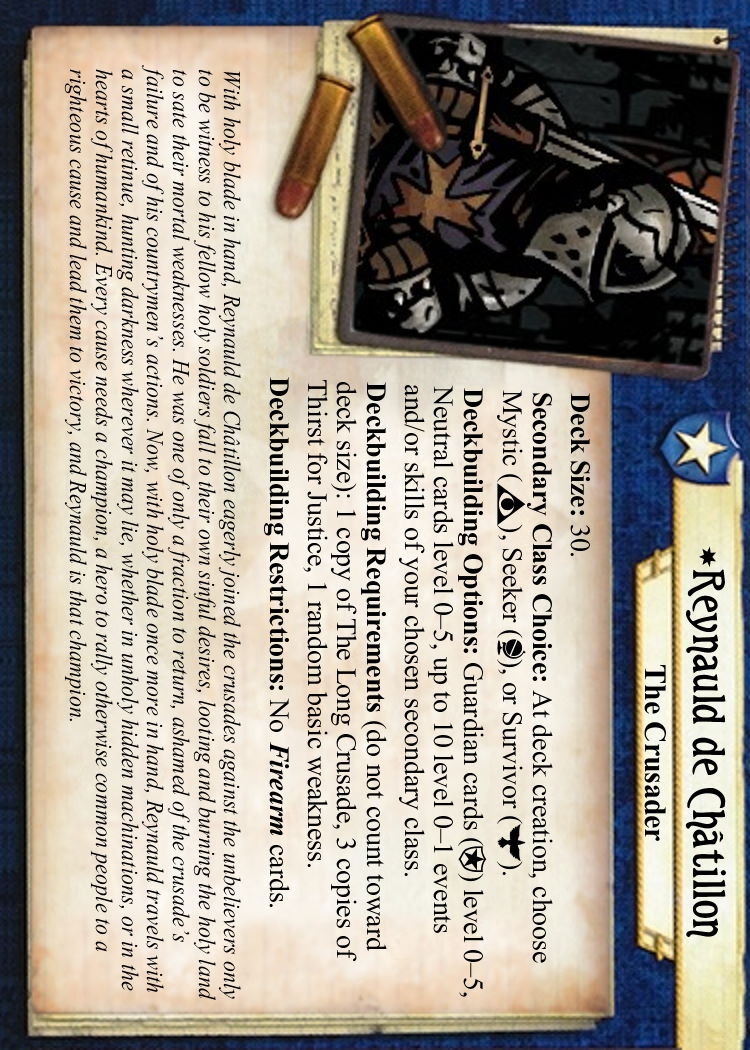 ✷Reynauld de Châtillon
The Crusader
Deck Size: 30.
Secondary Class Choice: At deck creation, choose
Mystic (), Seeker (), or Survivor ().
Deckbuilding Options: Guardian cards () level 0–5,
Neutral cards level 0–5, up to 10 level 0–1 events
and/or skills of your chosen secondary class.
Deckbuilding Requirements (do not count toward
deck size): 1 copy of The Long Crusade, 3 copies of
Thirst for Justice, 1 random basic weakness.
Deckbuilding Restrictions: No Firearm cards.
With holy blade in hand, Reynauld de Châtillon eagerly joined the crusades against the unbelievers only
to be witness to his fellow holy soldiers fall to their own sinful desires, looting and burning the holy land
to sate their mortal weaknesses. He was one of only a fraction to return, ashamed of the crusade's
failure and of his countrymen's actions. Now, with holy blade once more in hand, Reynauld travels with
a small retinue, hunting darkness wherever it may lie, whether in unholy hidden machinations, or in the
hearts of humankind. Every cause needs a champion, a hero to rally otherwise common people to a
righteous cause and lead them to victory, and Reynauld is that champion.